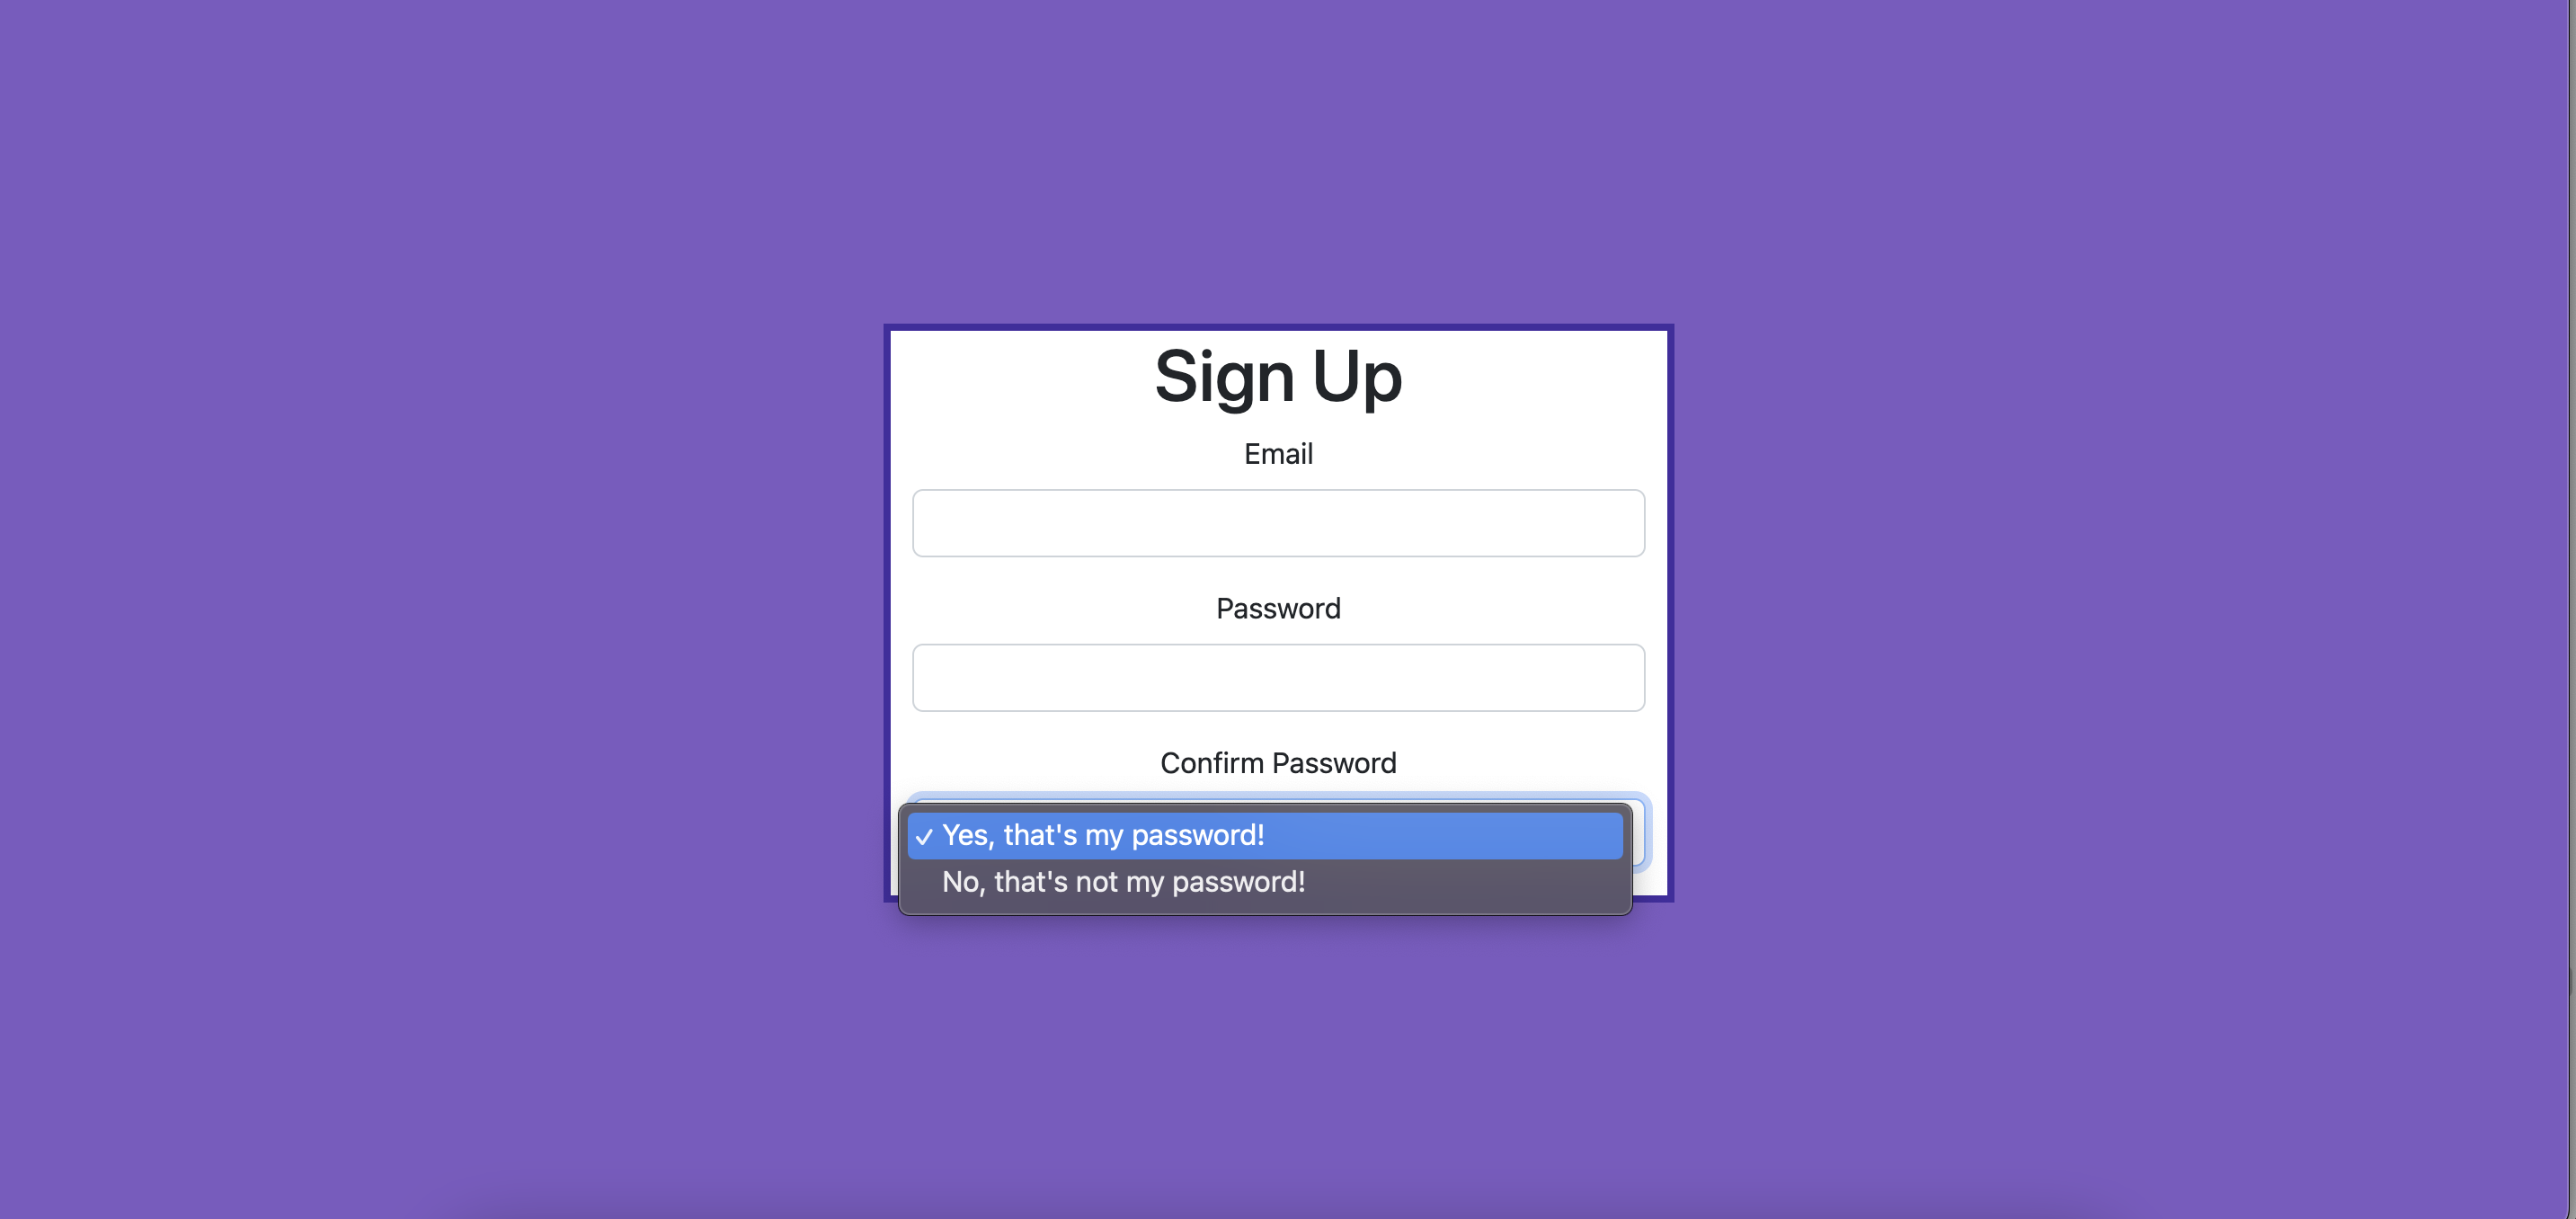 Sign Up
Email
Password
Confirm Password
✓ Yes, that's my password!
No, that's not my password!